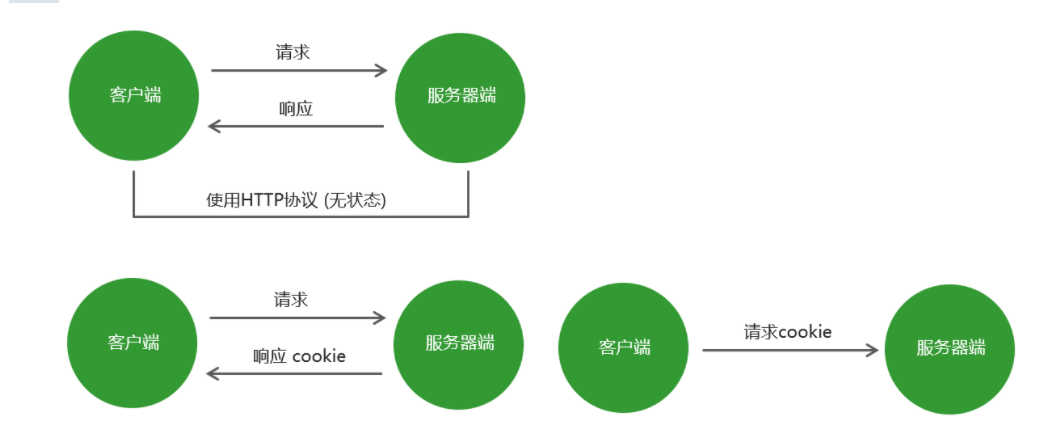 请求
客户端
服务器端
响应
使用HTTP协议 (无状态)
请求
客户端
服务器端
响应 cookie
请求cookie
客户端
服务器端